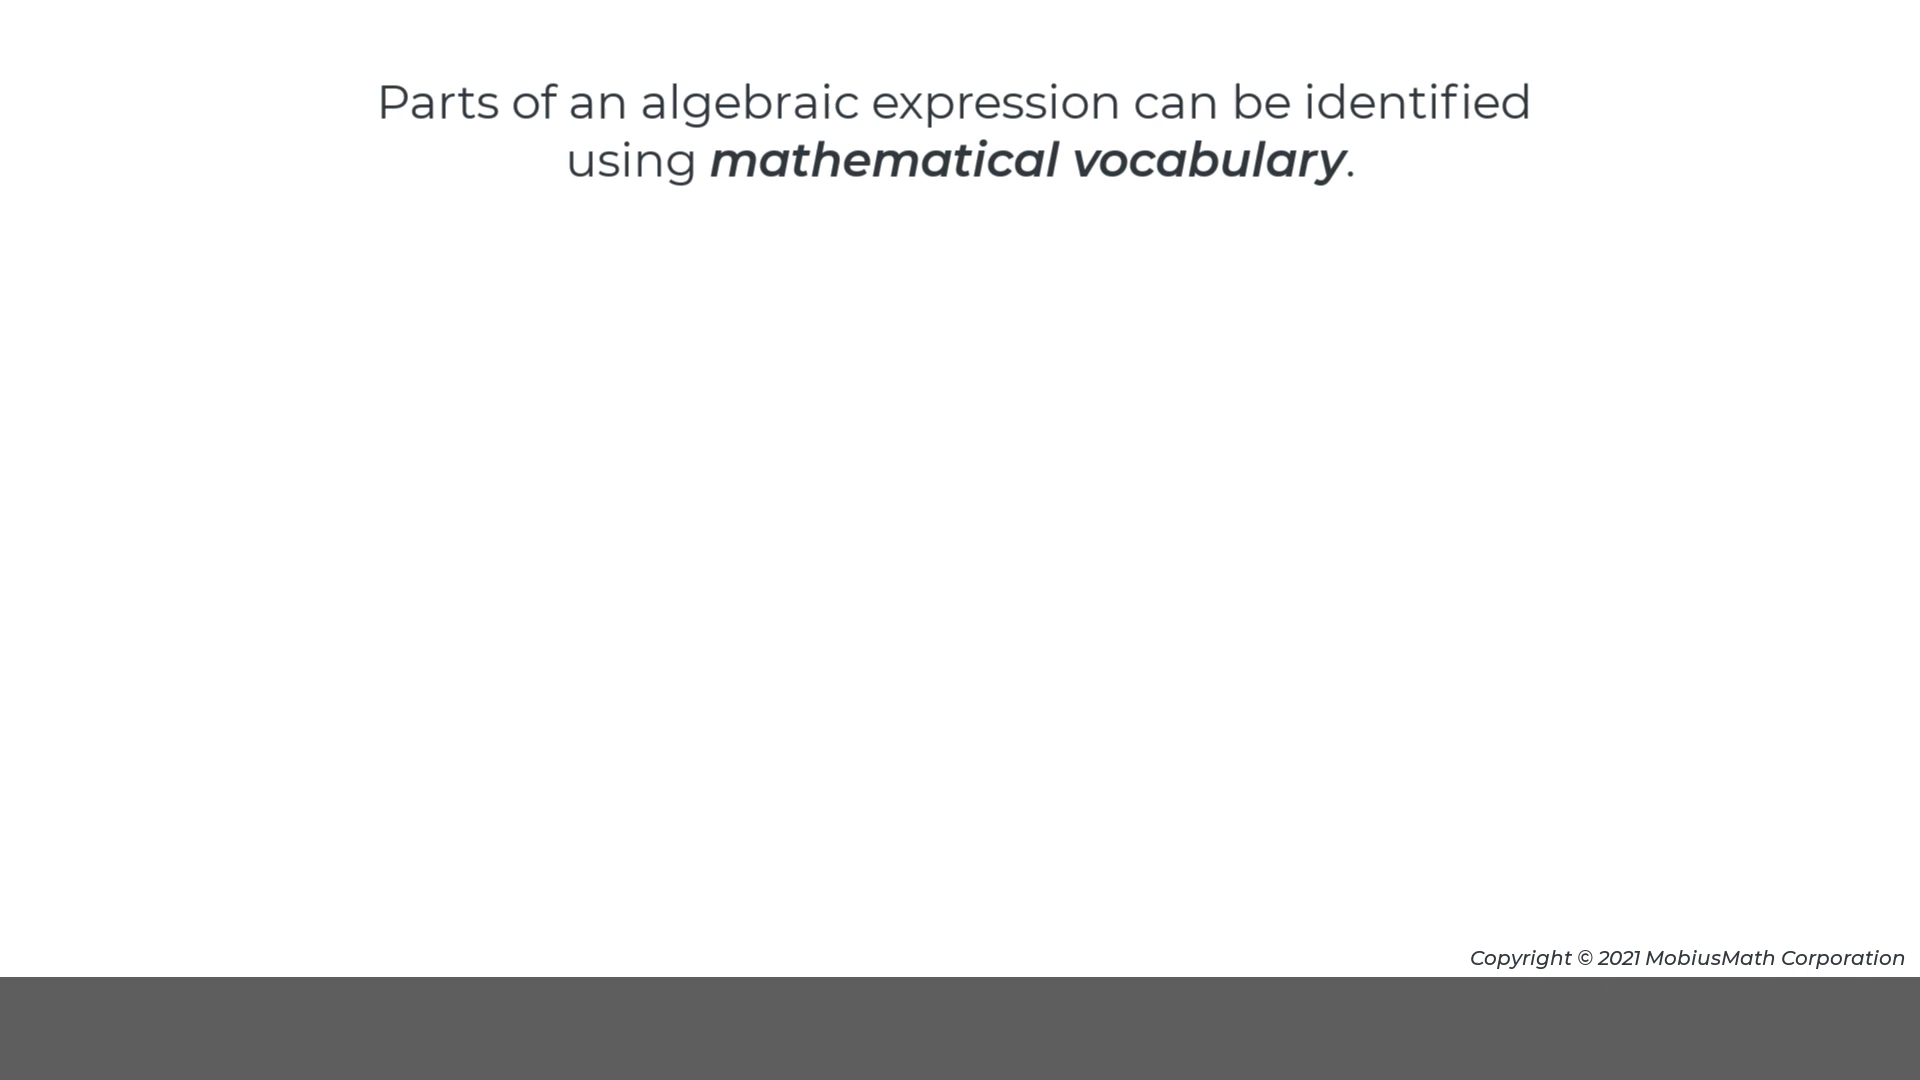 Parts of an algebraic expression can be identified
using mathematical vocabulary.
Copyright © 2021 MobiusMath Corporation